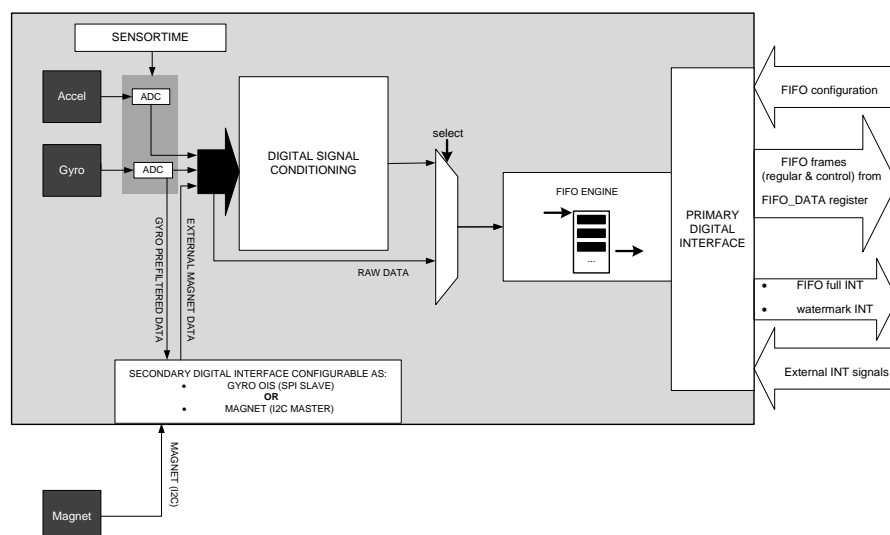 SENSORTIME
Accel
ADC
Gyro
ADC
DIGITAL SIGNAL
CONDITIONING
select
FIFO ENGINE
...
PRIMARY
DIGITAL
INTERFACE
FIFO configuration
FIFO frames
(regular & control) from
FIFO_DATA register
• FIFO full INT
• watermark INT
External INT signals
RAW DATA
GYRO PREFILTERED DATA
EXTERNAL MAGNET DATA
SECONDARY DIGITAL INTERFACE CONFIGURABLE AS:
• GYRO OIS (SPI SLAVE)
OR
• MAGNET (I2C MASTER)
MAGNET (I2C)
Magnet